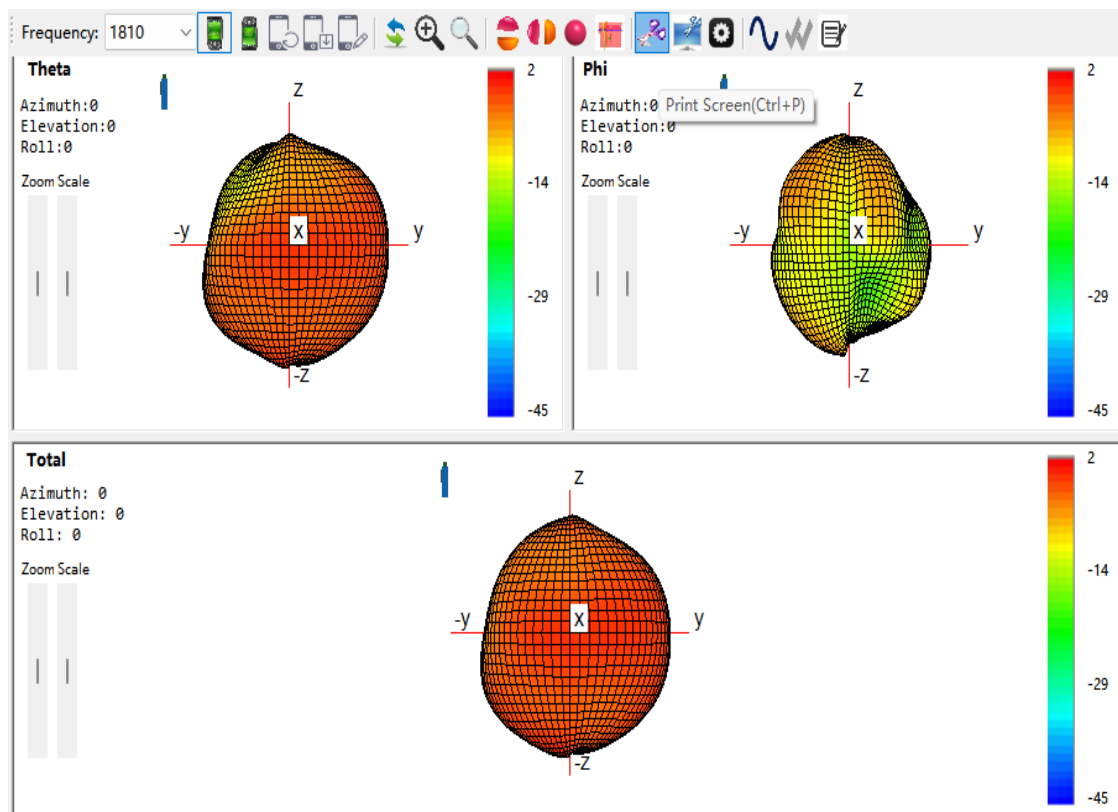 Frequency: 1810
Theta
Azimuth:0
Elevation:0
Roll:0
Zoom Scale
z
-y
x
y
-z
2
-14
-29
-45
Phi
Azimuth:0
Print Screen(Ctrl+P)
Elevation:0
Roll:0
Zoom Scale
z
-y
x
y
-z
2
-14
-29
-45
Total
Azimuth: 0
Elevation: 0
Roll: 0
Zoom Scale
z
-y
x
y
-z
2
-14
-29
-45